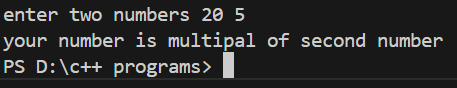 enter two numbers 20 5
your number is multipal of second number
PS D:\c++ programs>